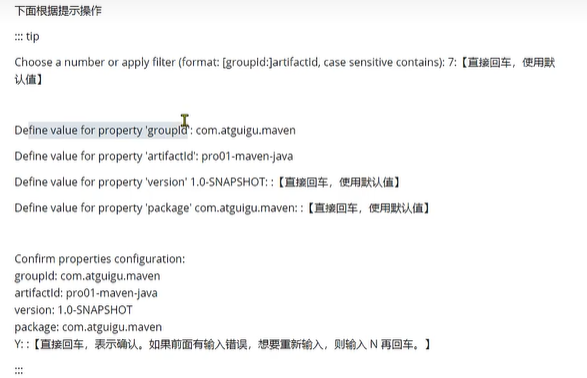 下面根据提示操作
::: tip
Choose a number or apply filter (format: [groupId:]artifactId, case sensitive contains): 7:【直接回车，使用默
认值】
Define value for property 'groupId': com.atguigu.maven
Define value for property 'artifactId': pro01-maven-java
Define value for property 'version' 1.0-SNAPSHOT: :【直接回车，使用默认值】
Define value for property 'package' com.atguigu.maven: :【直接回车，使用默认值】
Confirm properties configuration:
groupId: com.atguigu.maven
artifactId: pro01-maven-java
version: 1.0-SNAPSHOT
package: com.atguigu.maven
Y: :【直接回车，表示确认。如果前面有输入错误，想要重新输入，则输入 N 再回车。】
:::